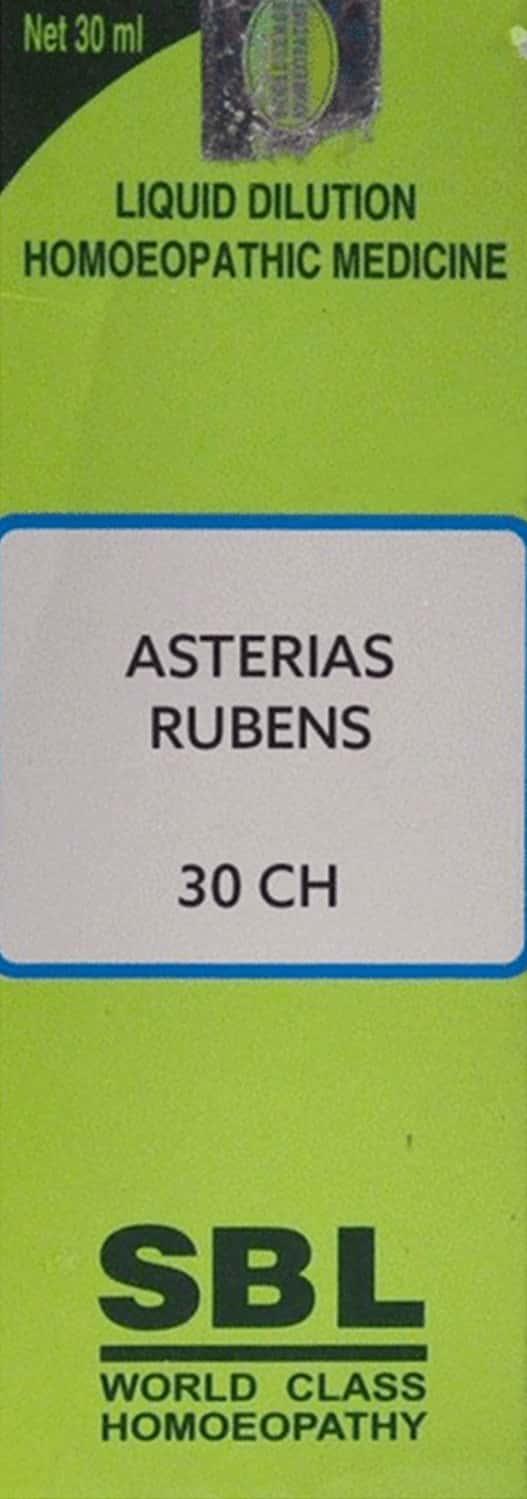 Net 30 ml
LIQUID DILUTION
HOMOEOPATHIC MEDICINE
ASTERIAS
RUBENS
30 CH
SBL
WORLD CLASS
HOMOEOPATHY